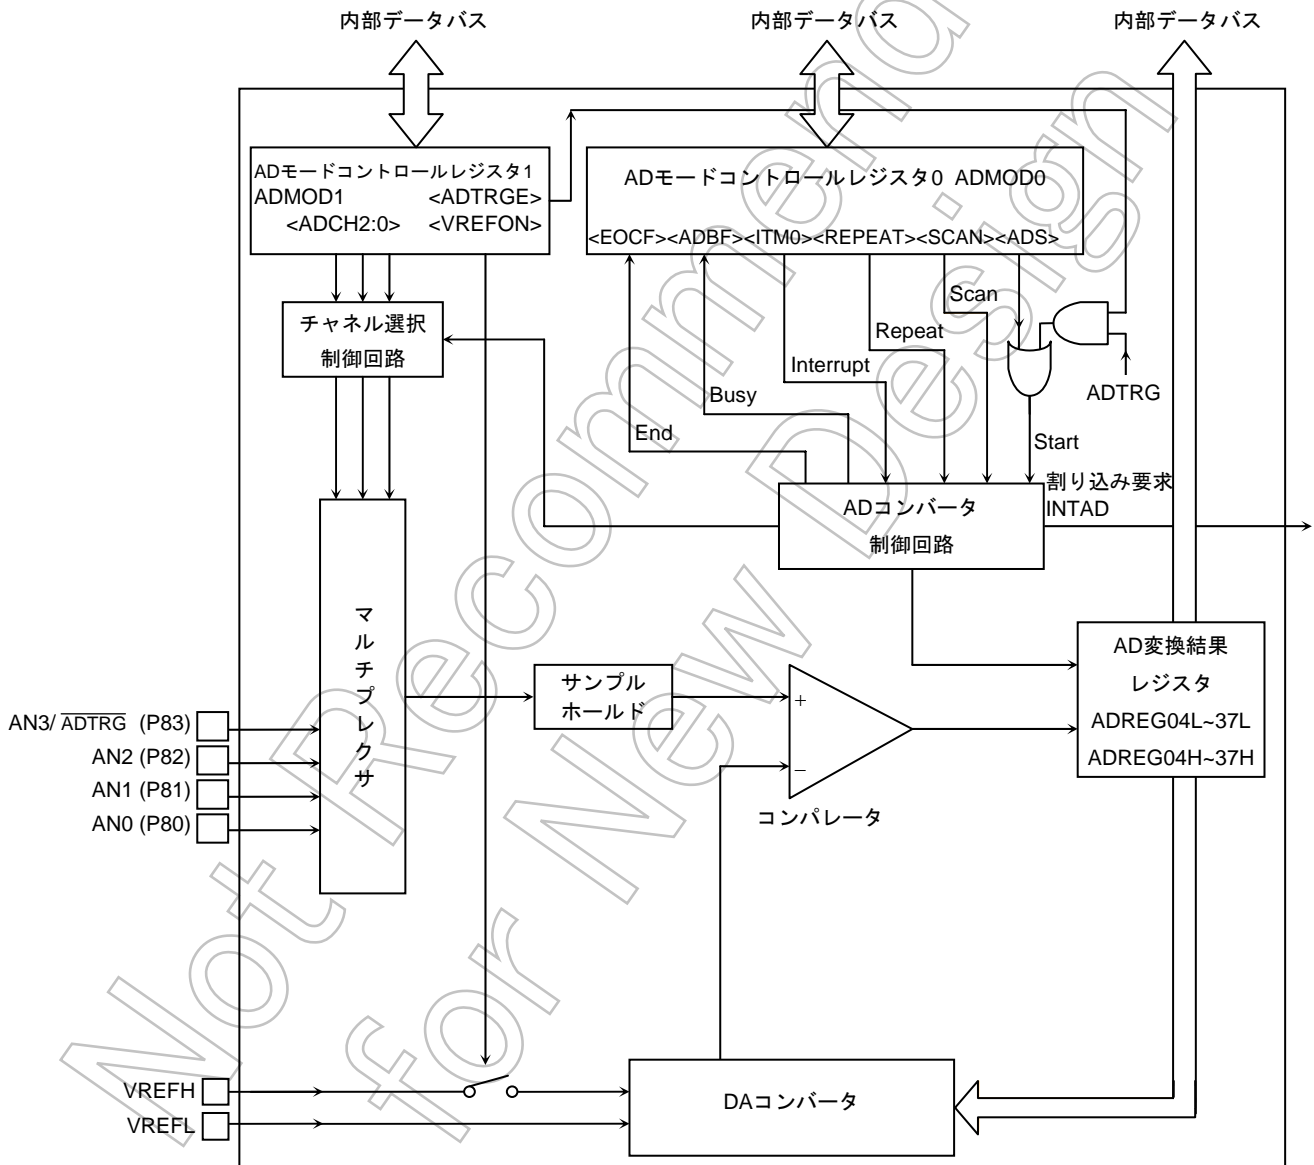 内部データバス
内部データバス
内部データバス
ADモードコントロールレジスタ1
ADMOD1 <ADTRGE>
<ADCH2:0> <VREFON>
ADモードコントロールレジスタ0 ADMOD0
<EOCF><ADBF><ITM0><REPEAT><SCAN><ADS>
チャネル選択
制御回路
Scan
Repeat
Interrupt
Busy
End
ADTRG
Start
割り込み要求
INTAD
ADコンバータ
制御回路
マルチプレクサ
サンプル
ホールド
+
−
コンパレータ
AD変換結果
レジスタ
ADREG04L~37L
ADREG04H~37H
AN3/ ADTRG (P83)
AN2 (P82)
AN1 (P81)
AN0 (P80)
VREFH
VREFL
DAコンバータ
Not Recommend
for New Design